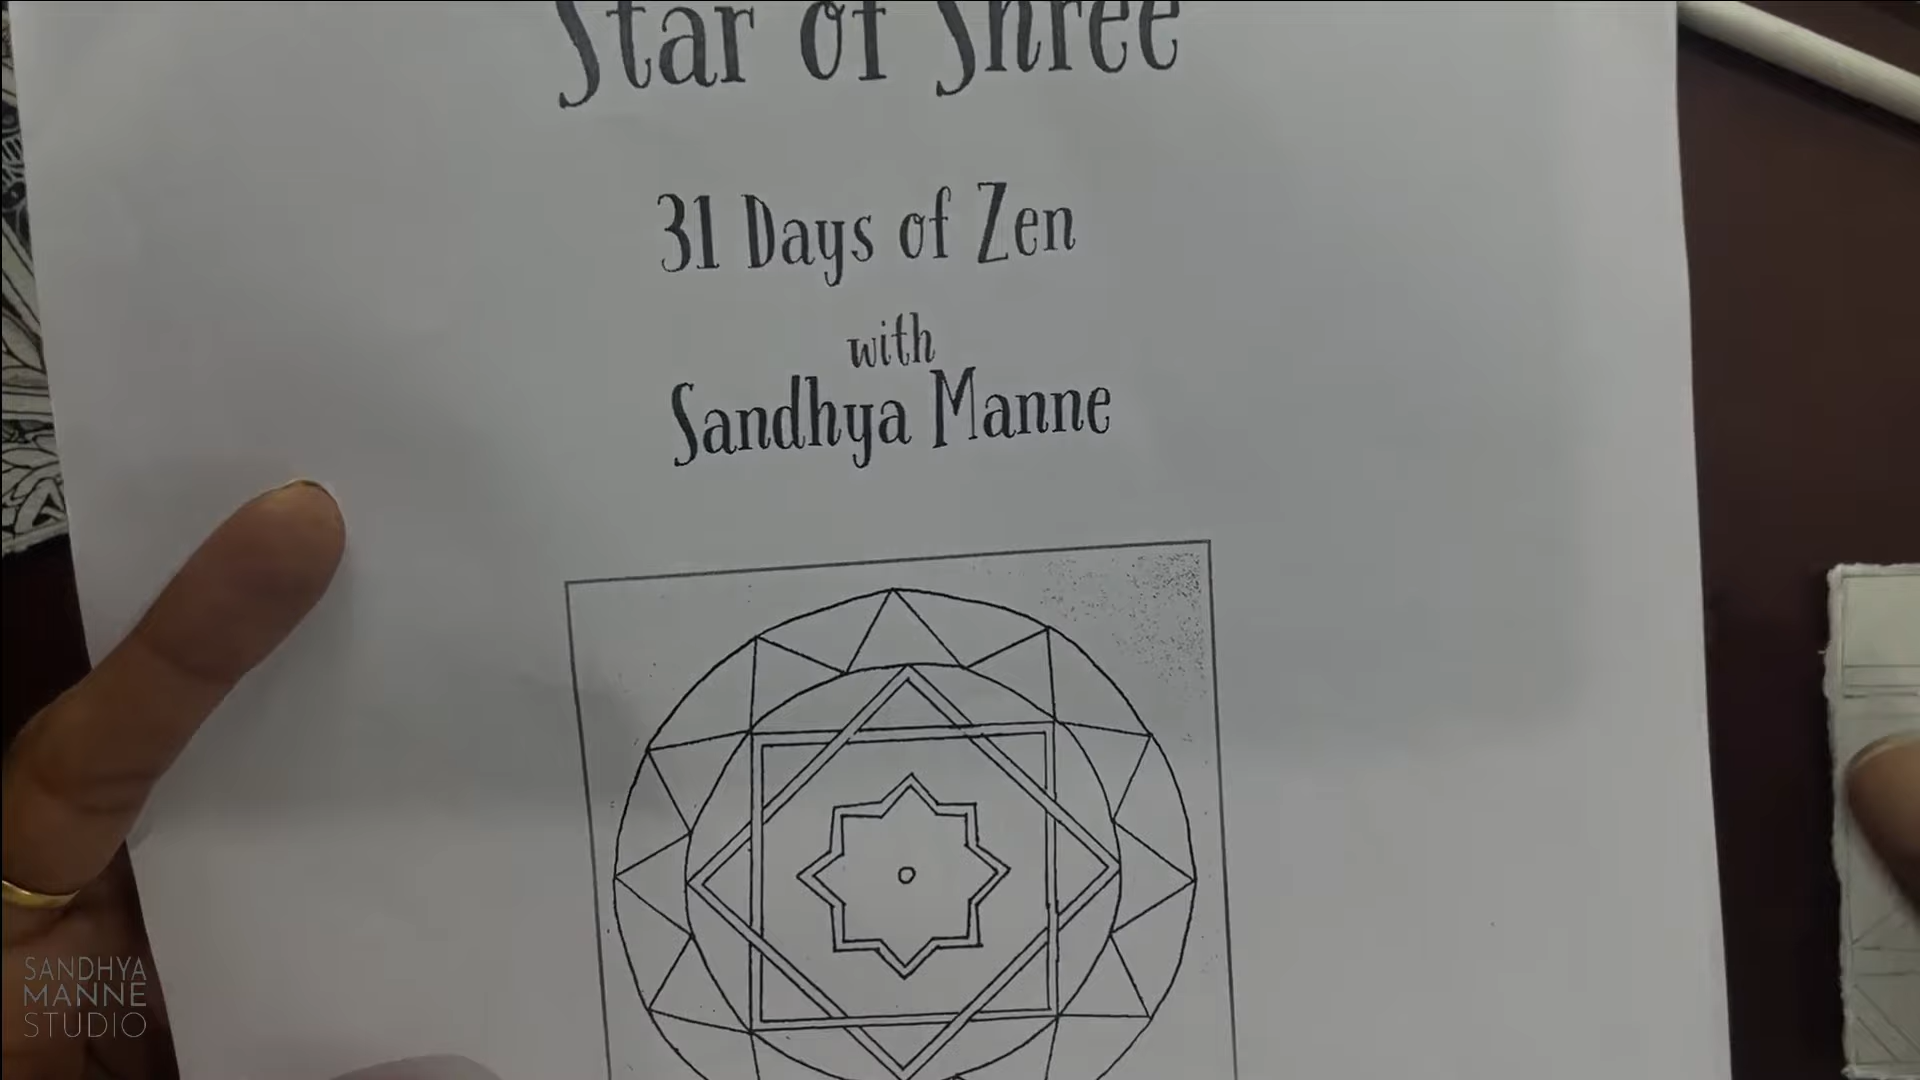 Star of Shree
31 Days of Zen
with
Sandhya Manne
SANDHYA
MANNE
STUDIO